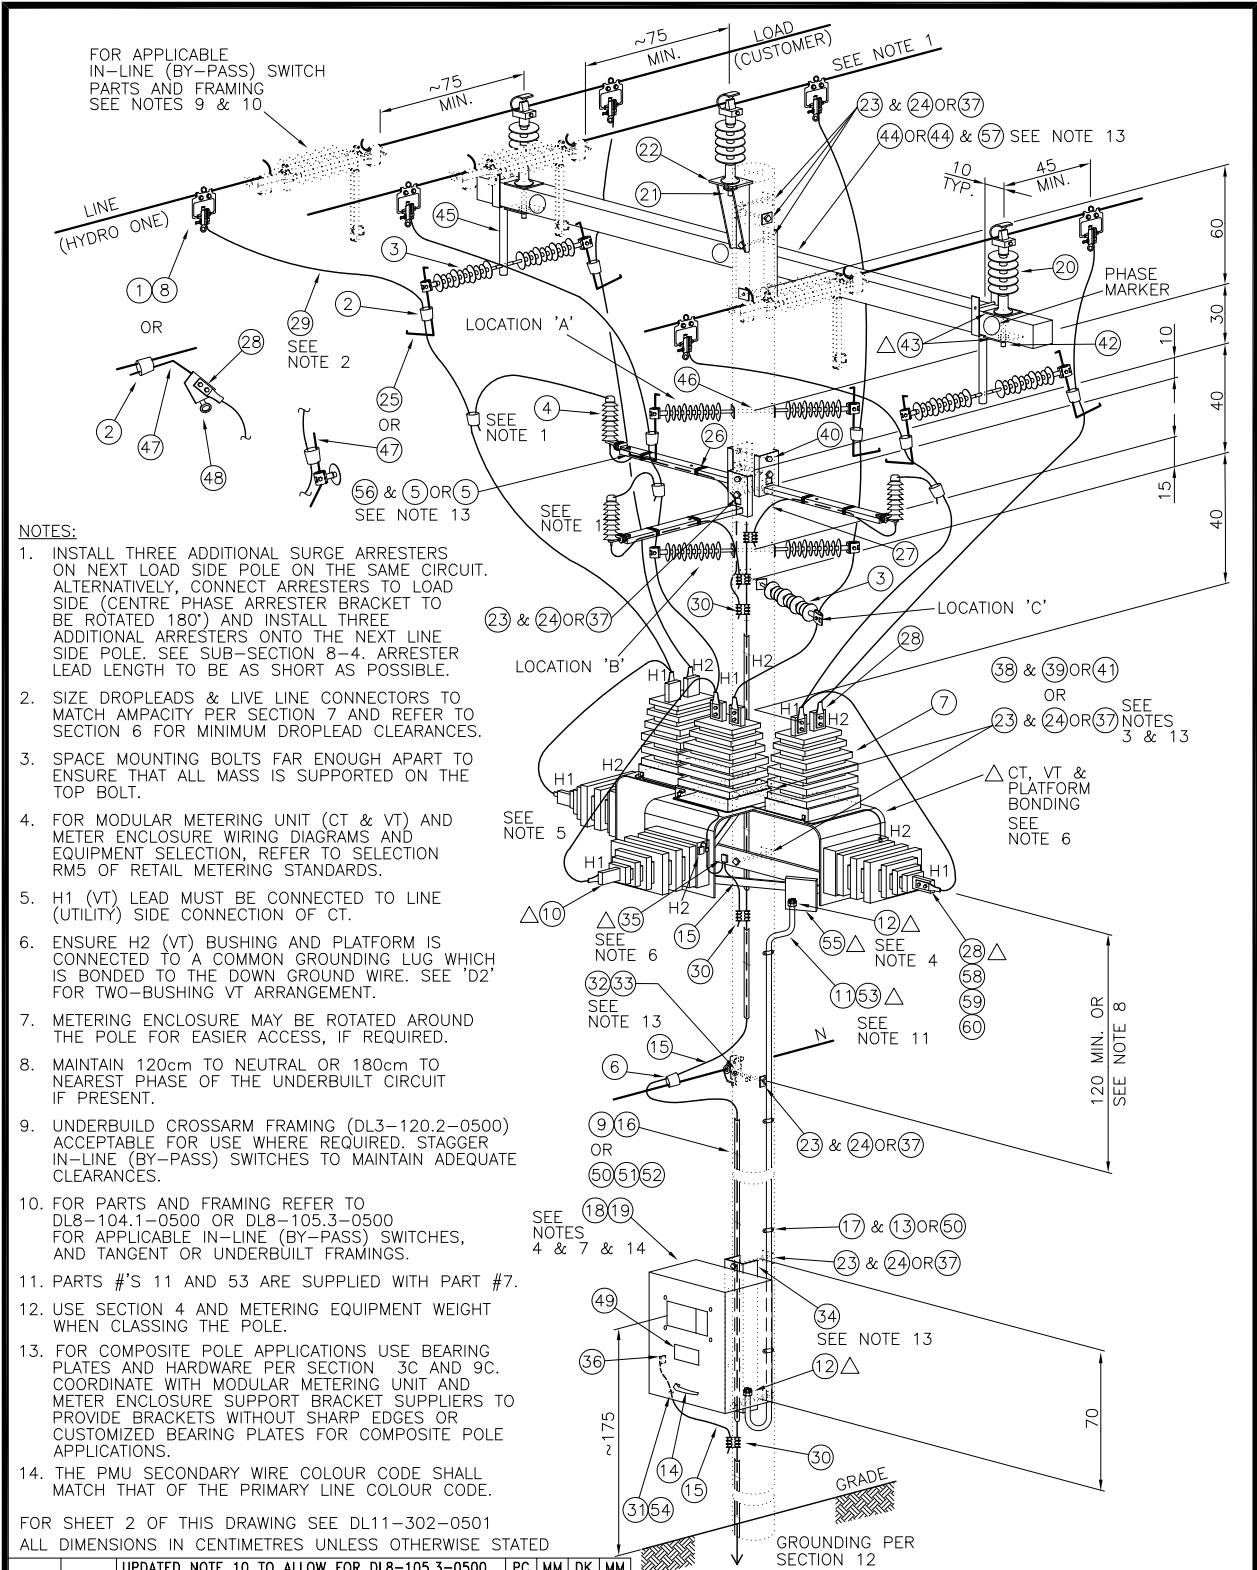 FOR APPLICABLE
IN-LINE (BY-PASS) SWITCH
PARTS AND FRAMING
SEE NOTES 9 & 10
~75
MIN.
~75
MIN.
LOAD
(CUSTOMER)
SEE NOTE 1
23 & 24 OR 37
44 OR 44 & 57 SEE NOTE 13
22
21
10
TYP.
45
MIN.
60
LINE
(HYDRO ONE)
45
3
20
PHASE
MARKER
30
10
1 8
OR
2
29
SEE
NOTE 2
LOCATION 'A'
△ 43
42
28
25
OR
47
46
40
2
47
48
SEE
NOTE 1
4
26
40
56 & 5 OR 5
SEE NOTE 13
SEE
NOTE 1
15
40
27
3
30
23 & 24 OR 37
LOCATION 'C'
28
LOCATION 'B'
H1
H2
H1
H2
H1
H2
38 & 39 OR 41
OR
23 & 24 OR 37
SEE
NOTES
3 & 13
7
△ CT, VT &
PLATFORM
BONDING
SEE
NOTE 6
H1
H2
SEE
NOTE 5
H2
H1
H2
H1
△ 10
△ 35
SEE
NOTE 6
15
30
12 △
SEE
NOTE 4
55 △
28 △
58
59
60
11 53 △
SEE
NOTE 11
32 33
SEE
NOTE 13
15
N
6
120 MIN. OR
SEE NOTE 8
9 16
OR
50 51 52
23 & 24 OR 37
SEE
NOTES
4 & 7 & 14
18 19
17 & 13 OR 50
23 & 24 OR 37
49
34
SEE NOTE 13
36
12 △
~175
70
14
15
30
31 54
GRADE
GROUNDING PER
SECTION 12
NOTES:
1. INSTALL THREE ADDITIONAL SURGE ARRESTERS
ON NEXT LOAD SIDE POLE ON THE SAME CIRCUIT.
ALTERNATIVELY, CONNECT ARRESTERS TO LOAD
SIDE (CENTRE PHASE ARRESTER BRACKET TO
BE ROTATED 180°) AND INSTALL THREE
ADDITIONAL ARRESTERS ONTO THE NEXT LINE
SIDE POLE. SEE SUB-SECTION 8-4. ARRESTER
LEAD LENGTH TO BE AS SHORT AS POSSIBLE.
2. SIZE DROPLEADS & LIVE LINE CONNECTORS TO
MATCH AMPACITY PER SECTION 7 AND REFER TO
SECTION 6 FOR MINIMUM DROPLEAD CLEARANCES.
3. SPACE MOUNTING BOLTS FAR ENOUGH APART TO
ENSURE THAT ALL MASS IS SUPPORTED ON THE
TOP BOLT.
4. FOR MODULAR METERING UNIT (CT & VT) AND
METER ENCLOSURE WIRING DIAGRAMS AND
EQUIPMENT SELECTION, REFER TO SELECTION
RM5 OF RETAIL METERING STANDARDS.
5. H1 (VT) LEAD MUST BE CONNECTED TO LINE
(UTILITY) SIDE CONNECTION OF CT.
6. ENSURE H2 (VT) BUSHING AND PLATFORM IS
CONNECTED TO A COMMON GROUNDING LUG WHICH
IS BONDED TO THE DOWN GROUND WIRE. SEE 'D2'
FOR TWO-BUSHING VT ARRANGEMENT.
7. METERING ENCLOSURE MAY BE ROTATED AROUND
THE POLE FOR EASIER ACCESS, IF REQUIRED.
8. MAINTAIN 120cm TO NEUTRAL OR 180cm TO
NEAREST PHASE OF THE UNDERBUILT CIRCUIT
IF PRESENT.
9. UNDERBUILD CROSSARM FRAMING (DL3-120.2-0500)
ACCEPTABLE FOR USE WHERE REQUIRED. STAGGER
IN-LINE (BY-PASS) SWITCHES TO MAINTAIN ADEQUATE
CLEARANCES.
10. FOR PARTS AND FRAMING REFER TO
DL8-104.1-0500 OR DL8-105.3-0500
FOR APPLICABLE IN-LINE (BY-PASS) SWITCHES,
AND TANGENT OR UNDERBUILT FRAMINGS.
11. PARTS #'S 11 AND 53 ARE SUPPLIED WITH PART #7.
12. USE SECTION 4 AND METERING EQUIPMENT WEIGHT
WHEN CLASSING THE POLE.
13. FOR COMPOSITE POLE APPLICATIONS USE BEARING
PLATES AND HARDWARE PER SECTION 3C AND 9C.
COORDINATE WITH MODULAR METERING UNIT AND
METER ENCLOSURE SUPPORT BRACKET SUPPLIERS TO
PROVIDE BRACKETS WITHOUT SHARP EDGES OR
CUSTOMIZED BEARING PLATES FOR COMPOSITE POLE
APPLICATIONS.
14. THE PMU SECONDARY WIRE COLOUR CODE SHALL
MATCH THAT OF THE PRIMARY LINE COLOUR CODE.
FOR SHEET 2 OF THIS DRAWING SEE DL11-302-0501
ALL DIMENSIONS IN CENTIMETRES UNLESS OTHERWISE STATED
UPDATED NOTE 10 TO ALLOW FOR DL8-105.3-0500 PC MM DK MM